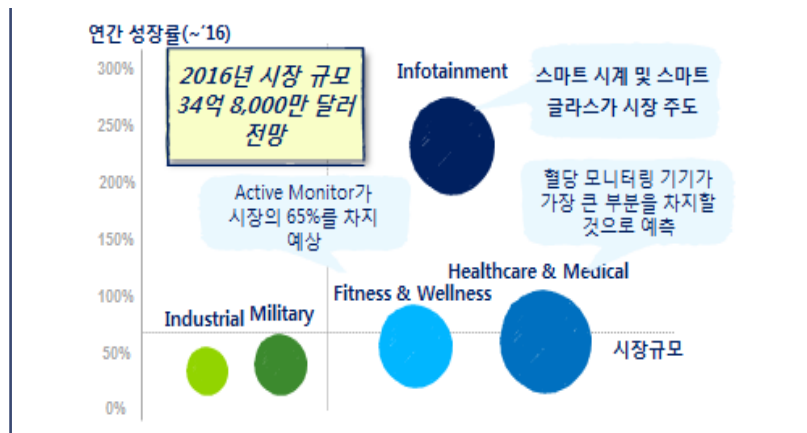 연간 성장률(~‘16)
300%
250%
200%
150%
100%
50%
0%
2016년 시장 규모
34억 8,000만 달러
전망
Infotainment
스마트 시계 및 스마트
글라스가 시장 주도
Active Monitor가
시장의 65%를 차지
예상
혈당 모니터링 기기가
가장 큰 부분을 차지할
것으로 예측
Healthcare & Medical
Fitness & Wellness
Industrial
Military
시장규모